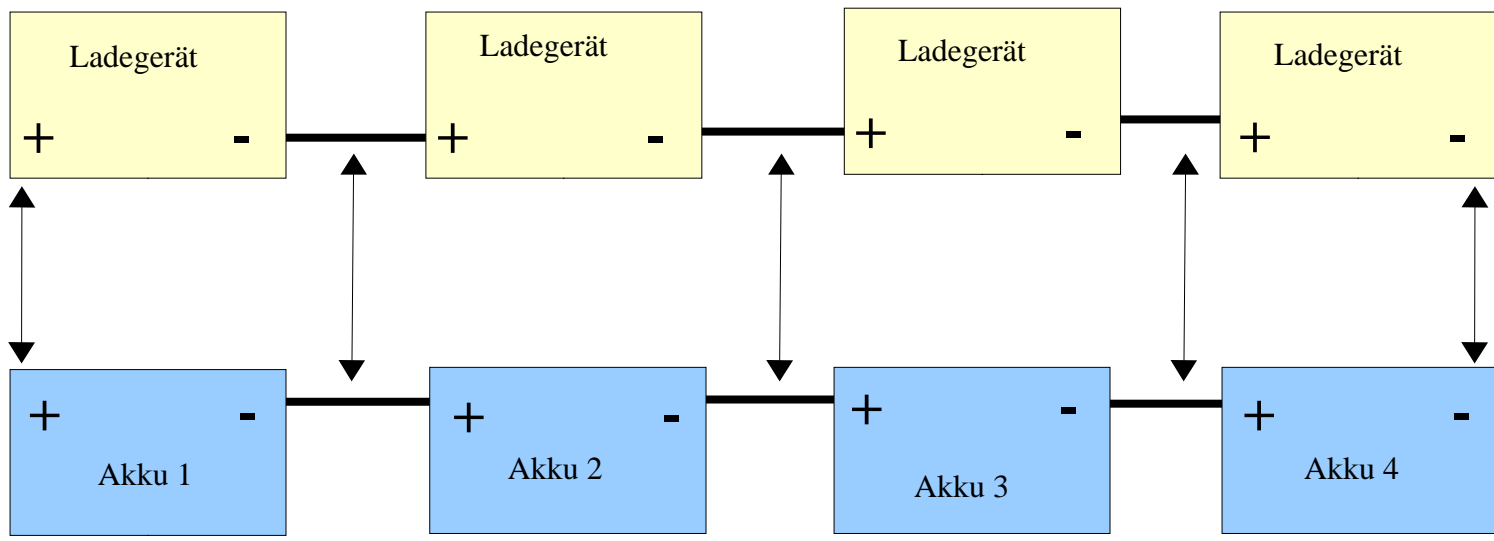 Ladegerät
Ladegerät
Ladegerät
Ladegerät
+ -
+ -
+ -
+ -
+ -
+ -
+ -
+ -
Akku 1
Akku 2
Akku 3
Akku 4